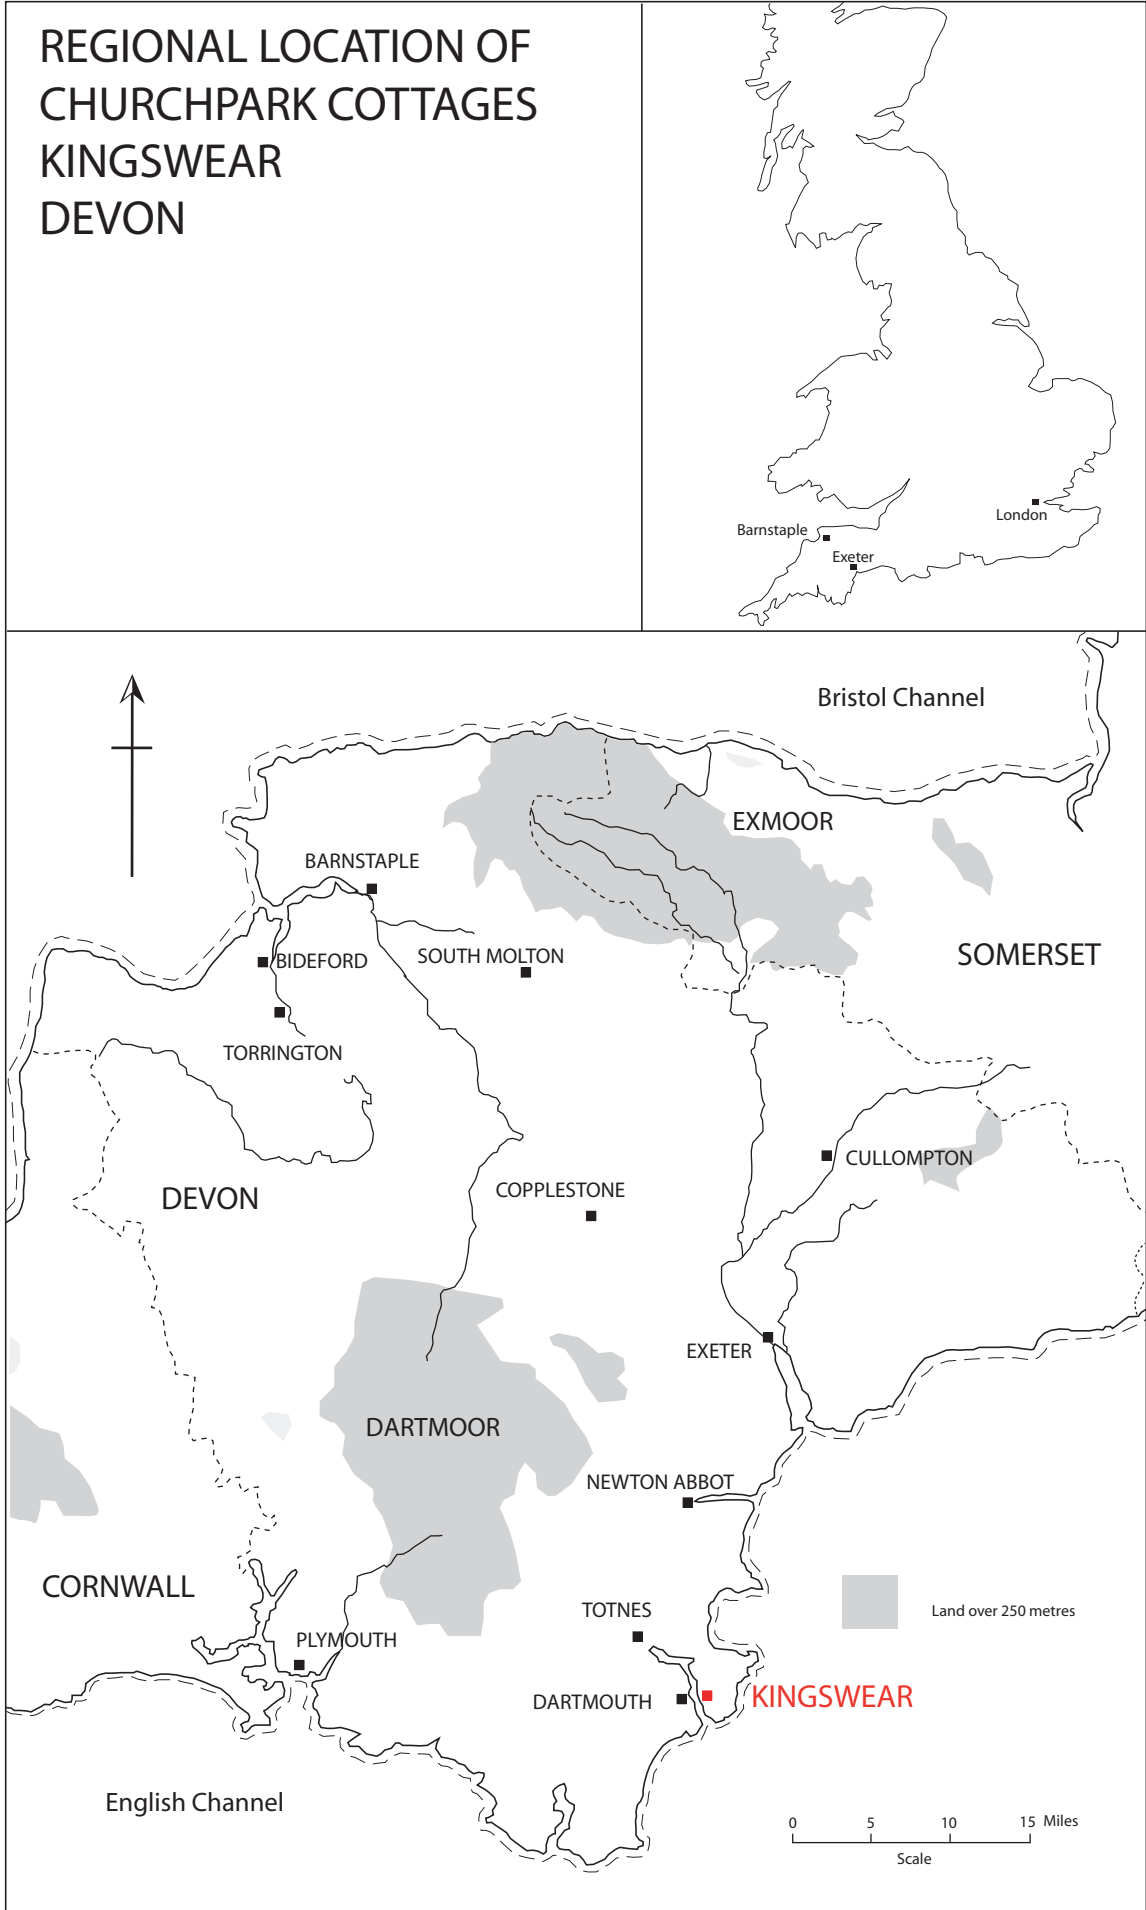 REGIONAL LOCATION OF
CHURCHPARK COTTAGES
KINGSWEAR
DEVON
London
Barnstaple
Exeter
Bristol Channel
EXMOOR
BARNSTAPLE
SOMERSET
SOUTH MOLTON
BIDEFORD
TORRINGTON
CULLOMPTON
COPPLESTONE
DEVON
EXETER
DARTMOOR
NEWTON ABBOT
CORNWALL
TOTNES
Land over 250 metres
PLYMOUTH
DARTMOUTH
KINGSWEAR
English Channel
0 5 10 15 Miles
Scale